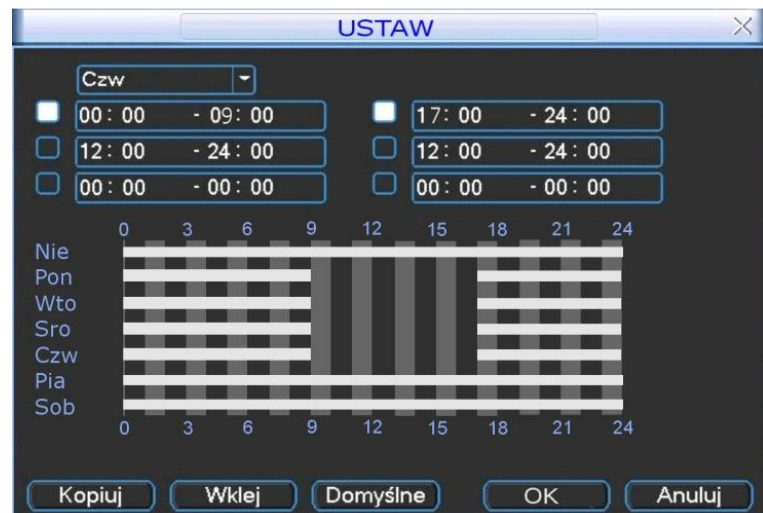 USTAW
Czw
00: 00 - 09: 00 17: 00 - 24: 00
12: 00 - 24: 00 12: 00 - 24: 00
00: 00 - 00: 00 00: 00 - 00: 00
0 3 6 9 12 15 18 21 24
Nie
Pon
Wto
Sro
Czw
Pia
Sob
0 3 6 9 12 15 18 21 24
Kopiuj Wklej Domyślne OK Anuluj